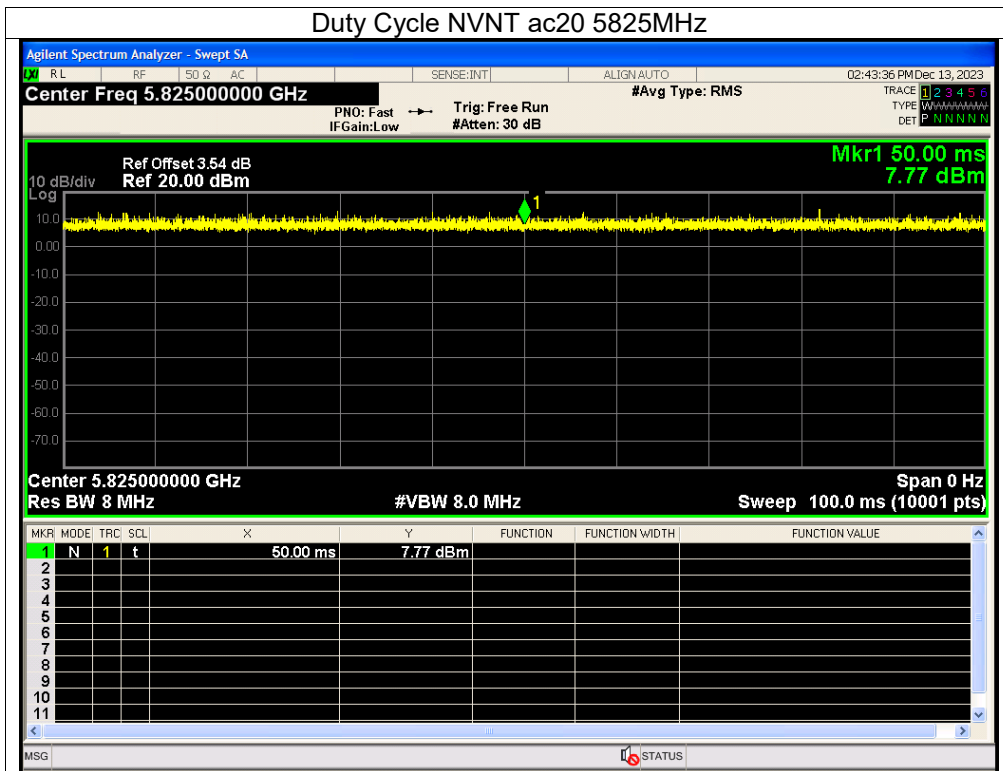 Duty Cycle NVNT ac20 5825MHz
Agilent Spectrum Analyzer - Swept SA
LXI RL RF 50 Ω AC SENSE:INT ALIGN AUTO 02:43:36 PM Dec 13, 2023
Center Freq 5.825000000 GHz #Avg Type: RMS TRACE 1 2 3 4 5 6
PNO: Fast Trig: Free Run TYPE WWWWWW
IFGain:Low #Atten: 30 dB DET P N N N N N
Mkr1 50.00 ms
Ref Offset 3.54 dB
10 dB/div Ref 20.00 dBm 7.77 dBm
Log
1
10.0
0.00
-10.0
-20.0
-30.0
-40.0
-50.0
-60.0
-70.0
Center 5.825000000 GHz Span 0 Hz
Res BW 8 MHz #VBW 8.0 MHz Sweep 100.0 ms (10001 pts)
MKR MODE TRC SCL X Y FUNCTION FUNCTION WIDTH FUNCTION VALUE
1 N 1 t 50.00 ms 7.77 dBm
2
3
4
5
6
7
8
9
10
11
MSG STATUS